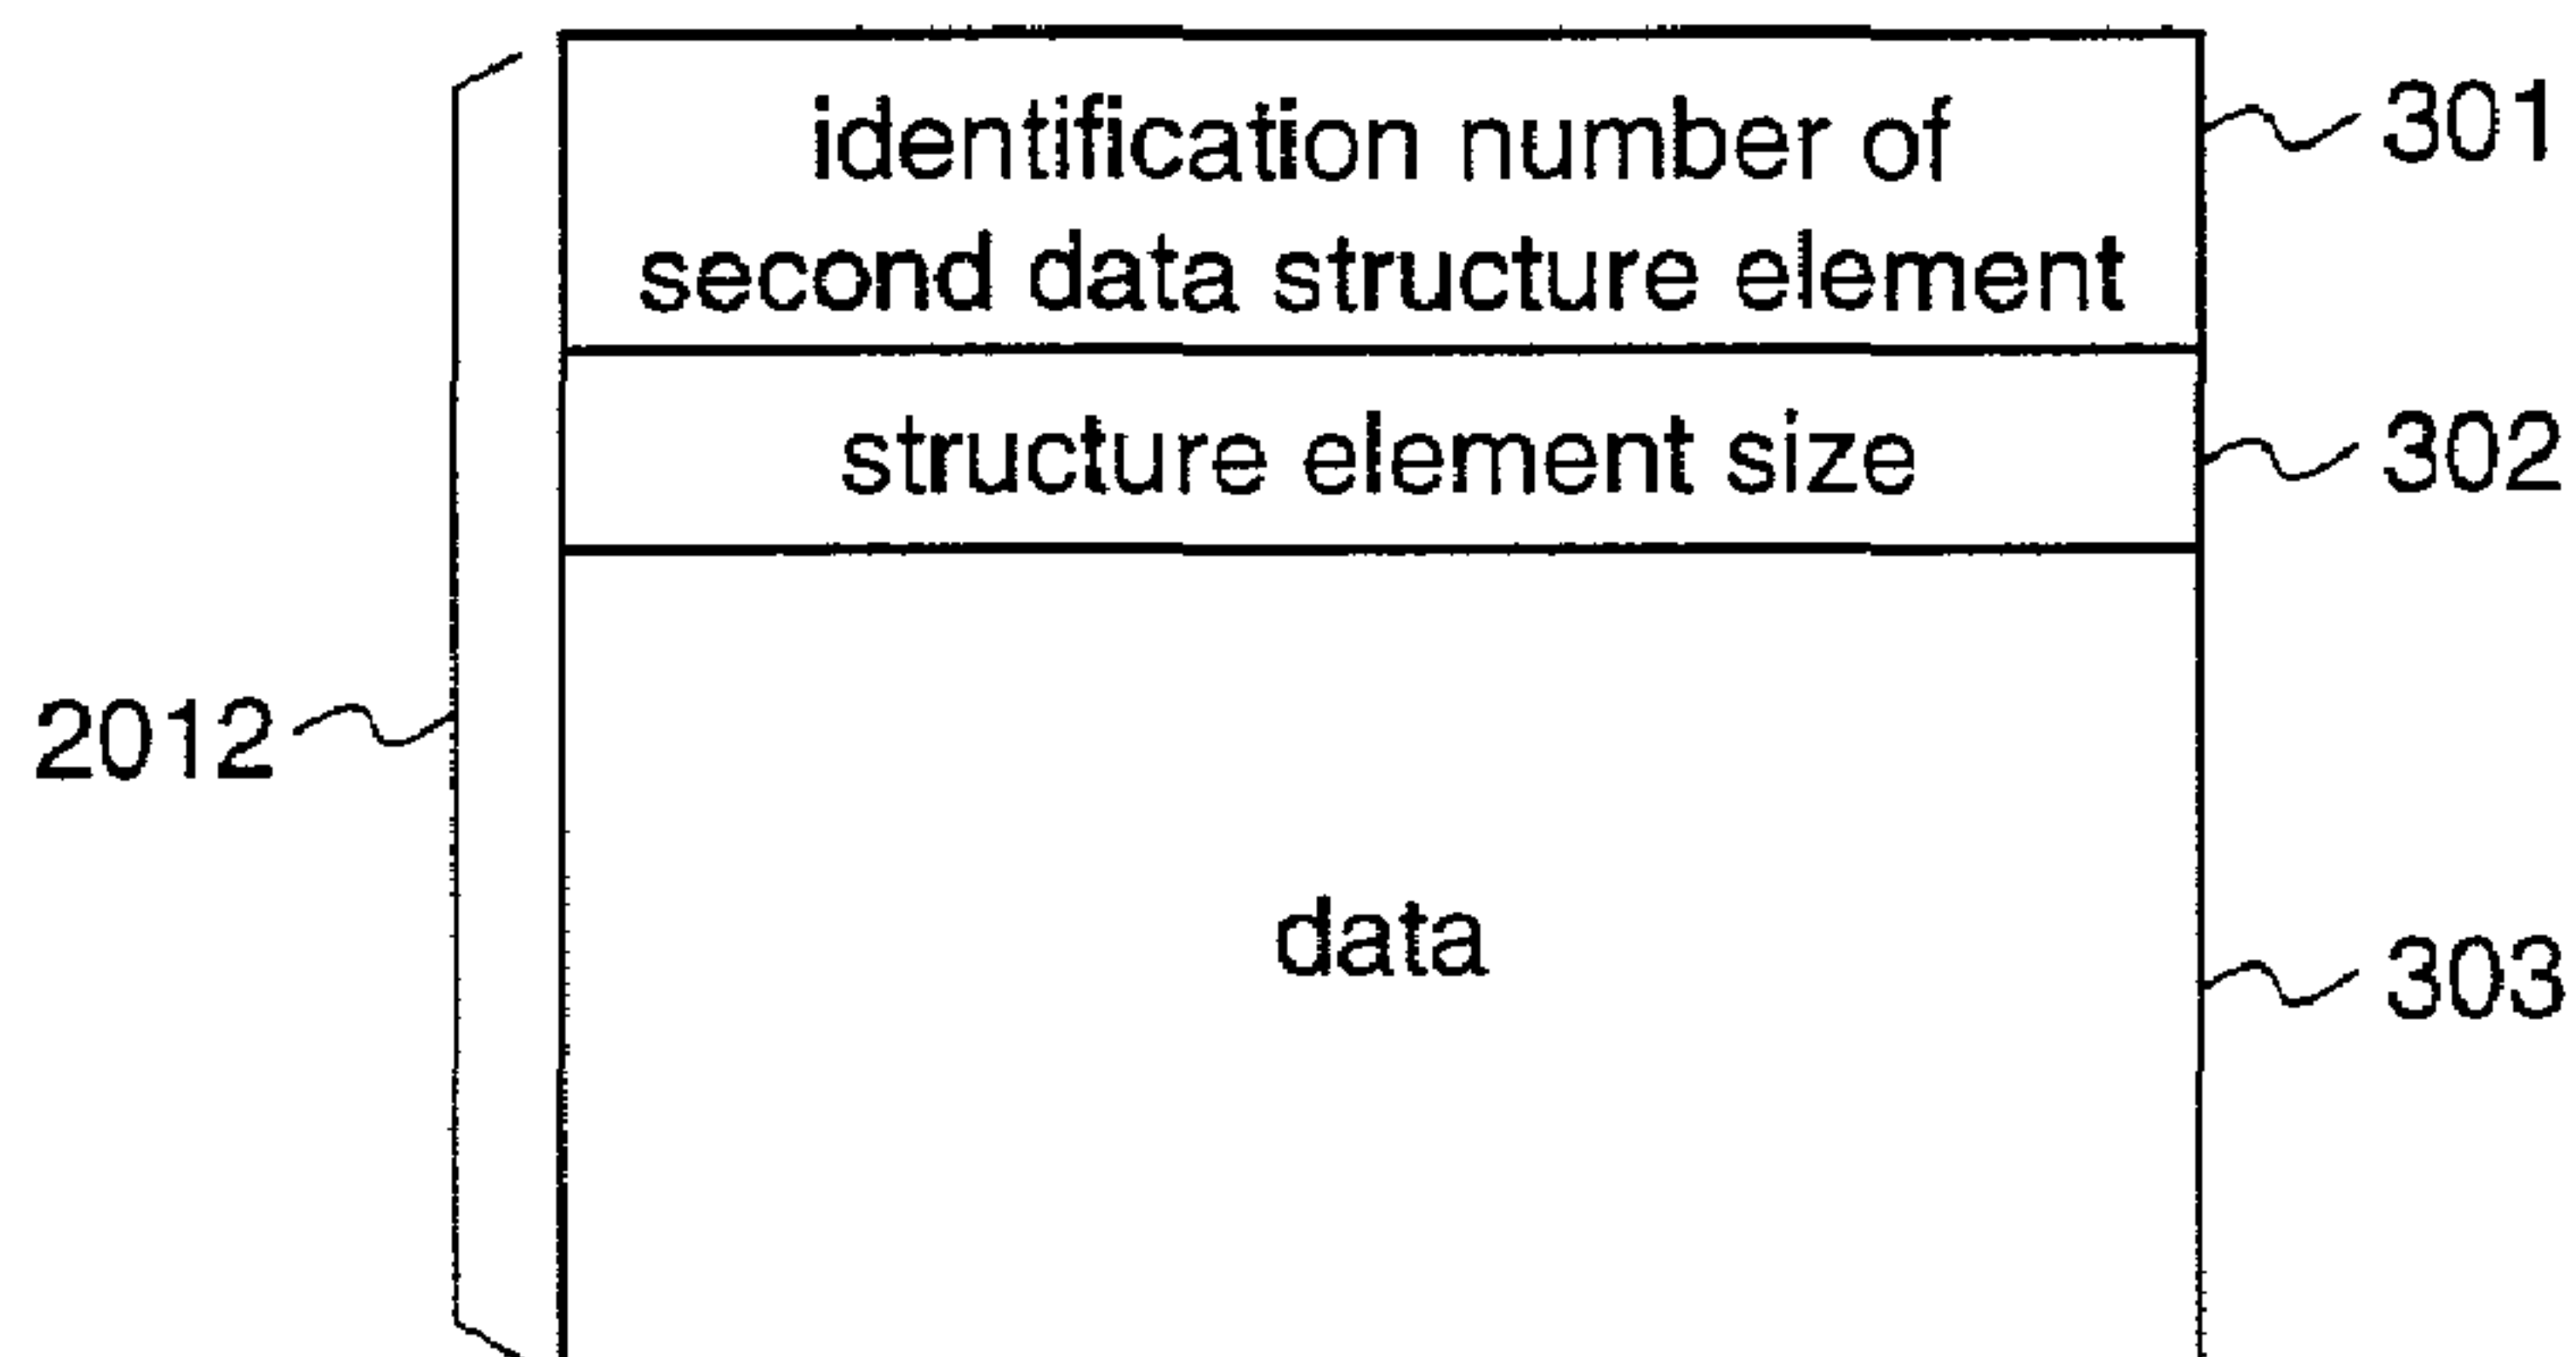 identification number of
second data structure element
301
structure element size
302
2012
data
303